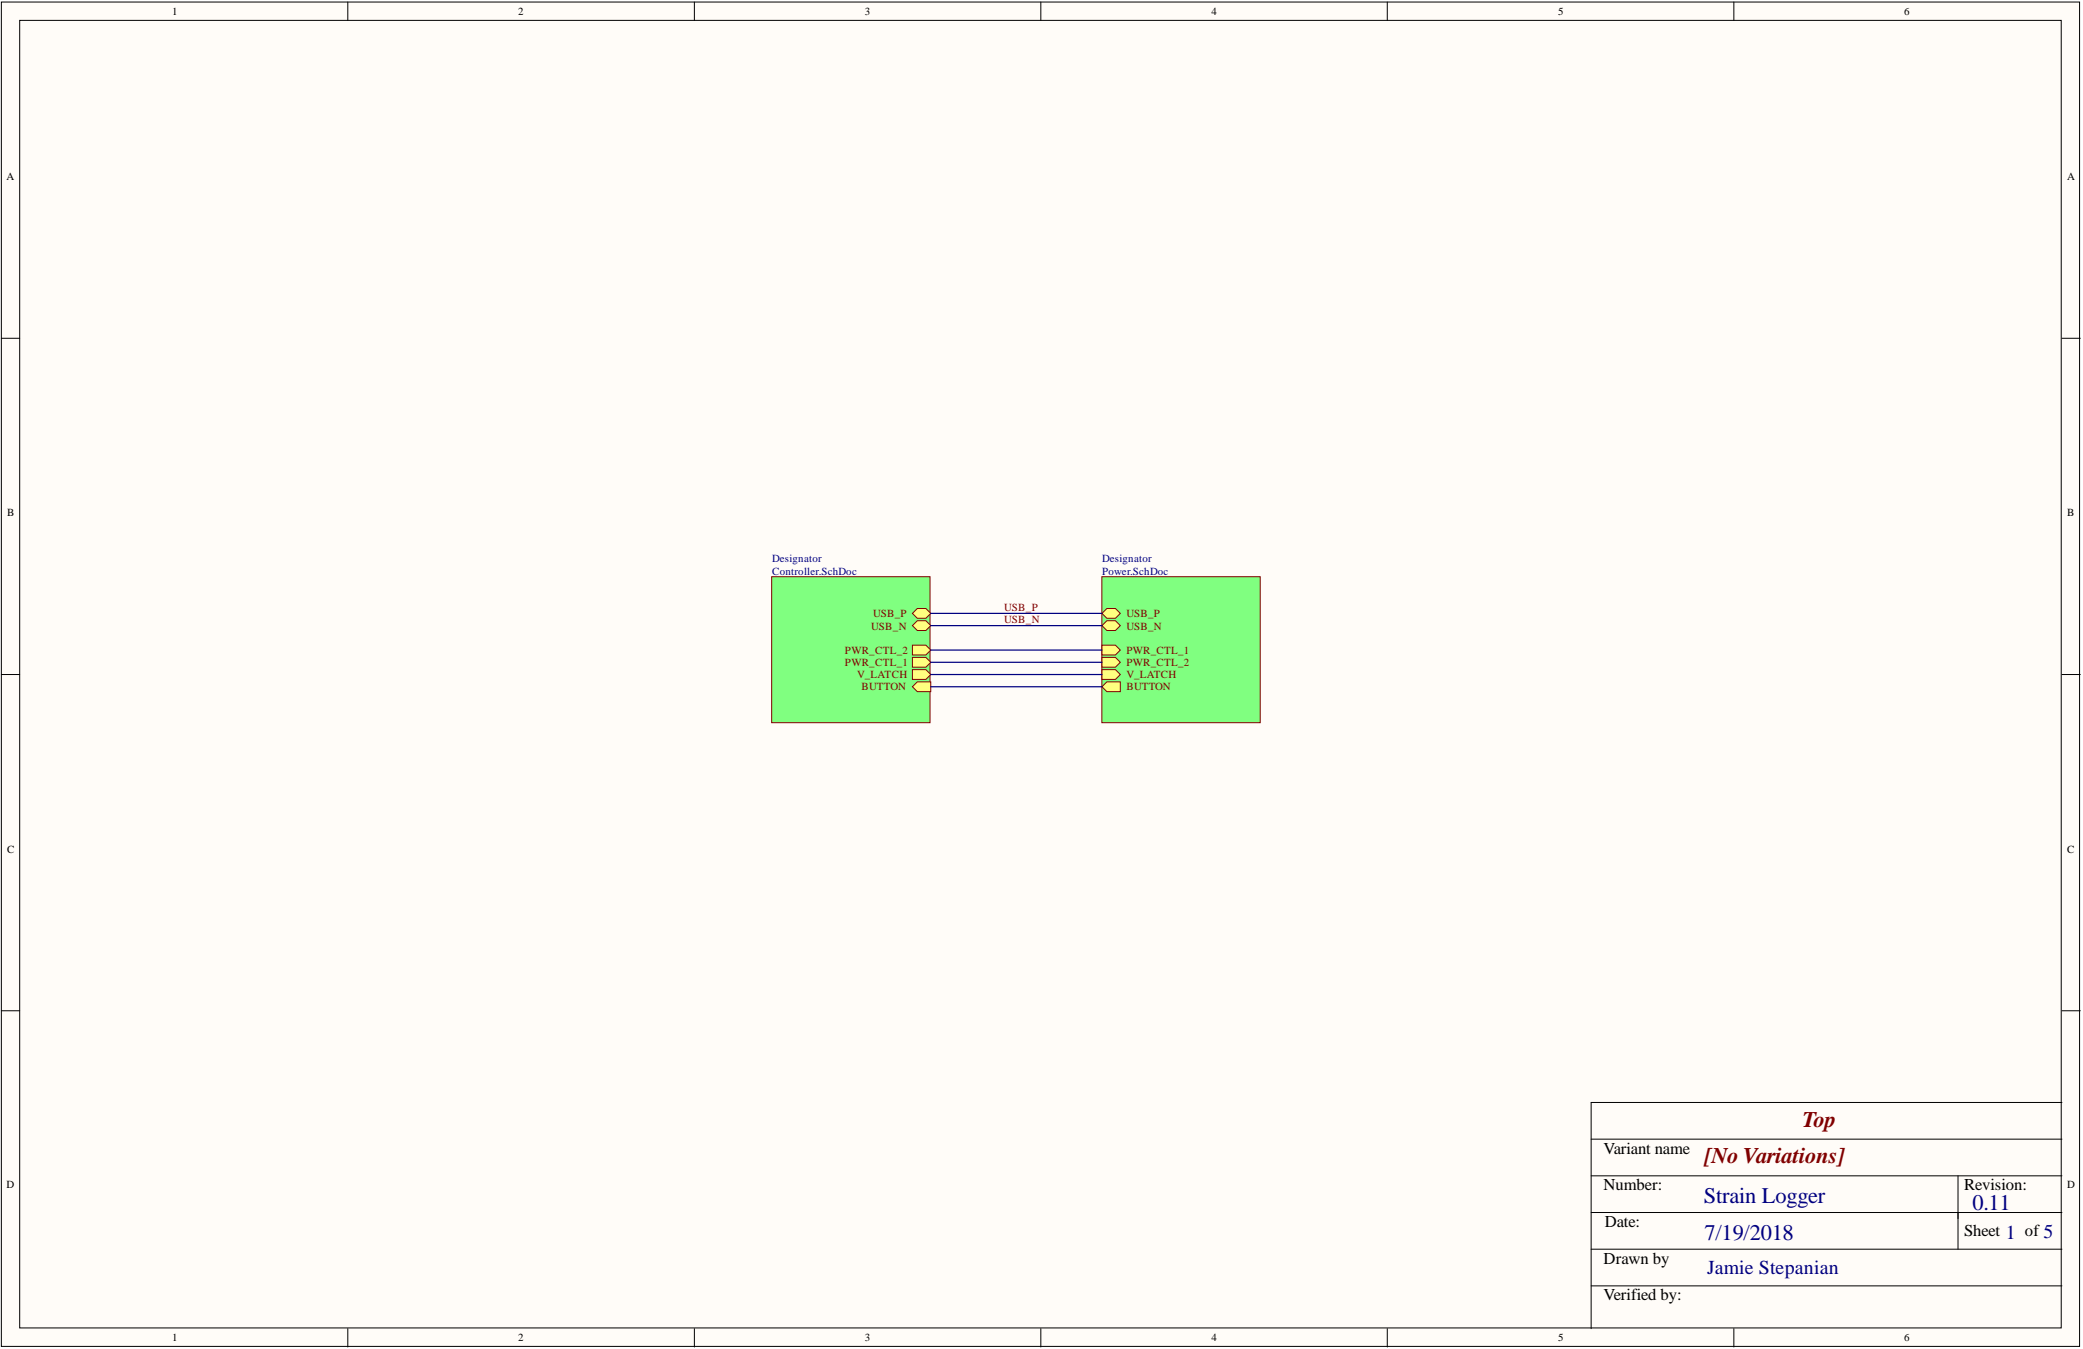 1 2 3 4 5 6
A A
B B
Designator Designator
Controller.SchDoc Power.SchDoc
USB_P USB_P USB_P
USB_N USB_N USB_N
PWR_CTL_2 PWR_CTL_1
PWR_CTL_1 PWR_CTL_2
V_LATCH V_LATCH
BUTTON BUTTON
C C
Top
Variant name [No Variations]
D D
Number: Strain Logger Revision: 0.11
Date: 7/19/2018 Sheet 1 of 5
Drawn by Jamie Stepanian
Verified by:
1 2 3 4 5 6